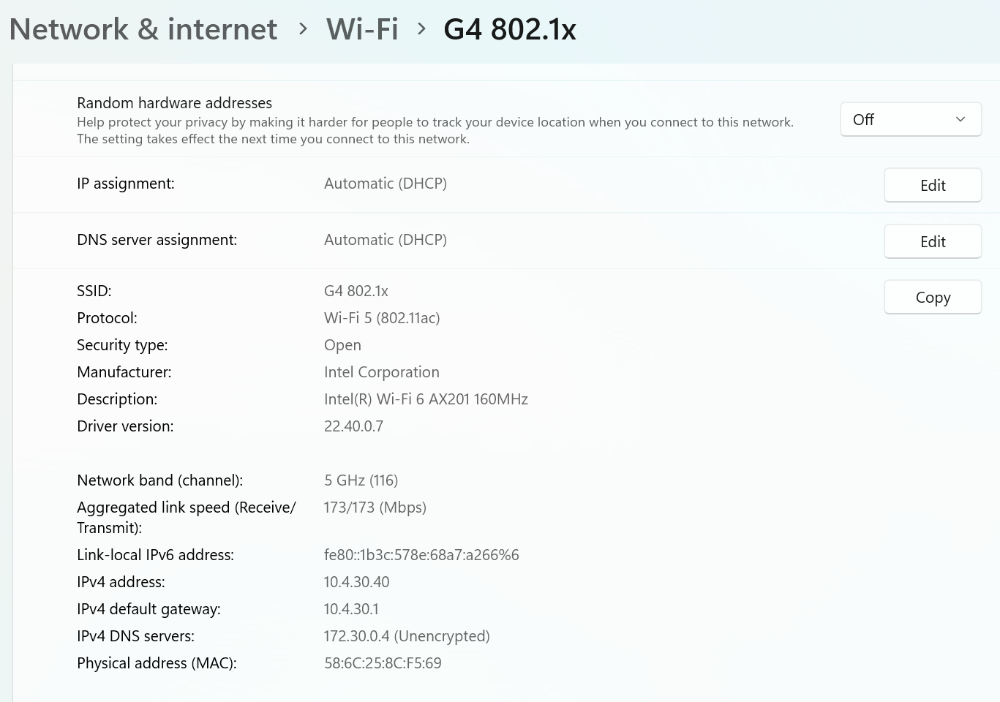 Network & internet > Wi-Fi > G4 802.1x
Random hardware addresses
Help protect your privacy by making it harder for people to track your device location when you connect to this network.
The setting takes effect the next time you connect to this network.
Off
IP assignment: Automatic (DHCP) Edit
DNS server assignment: Automatic (DHCP) Edit
SSID: G4 802.1x Copy
Protocol: Wi-Fi 5 (802.11ac)
Security type: Open
Manufacturer: Intel Corporation
Description: Intel(R) Wi-Fi 6 AX201 160MHz
Driver version: 22.40.0.7
Network band (channel): 5 GHz (116)
Aggregated link speed (Receive/ 173/173 (Mbps)
Transmit):
Link-local IPv6 address: fe80::1b3c:578e:68a7:a266%6
IPv4 address: 10.4.30.40
IPv4 default gateway: 10.4.30.1
IPv4 DNS servers: 172.30.0.4 (Unencrypted)
Physical address (MAC): 58:6C:25:8C:F5:69